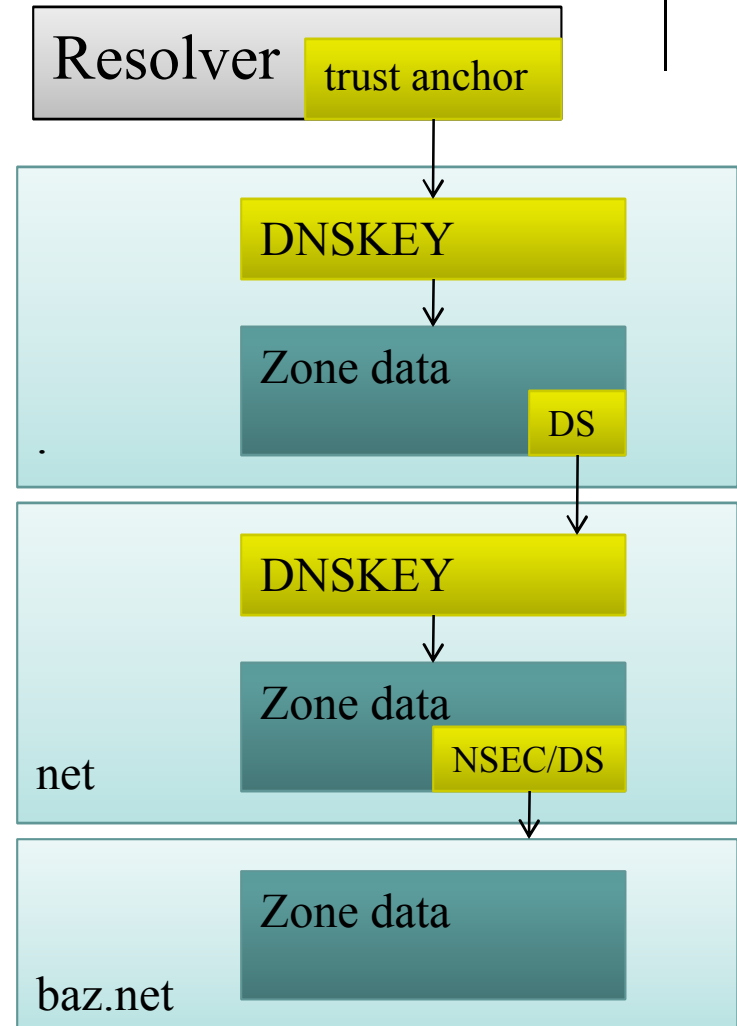 Resolver
trust anchor
DNSKEY
Zone data
DS
.
DNSKEY
Zone data
NSEC/DS
net
Zone data
baz.net